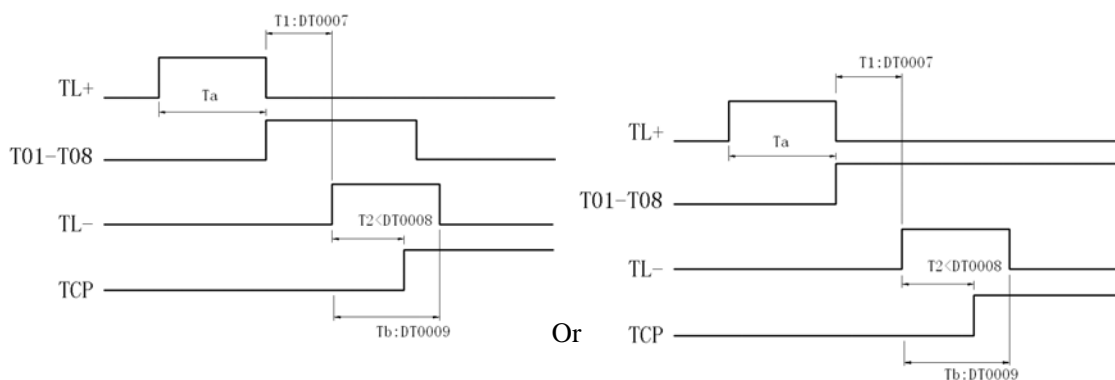 T1:DT0007
TL+
Ta
T01-T08
TL-
T2<DT0008
TCP
Tb:DT0009
Or
T1:DT0007
TL+
Ta
T01-T08
TL-
T2<DT0008
TCP
Tb:DT0009